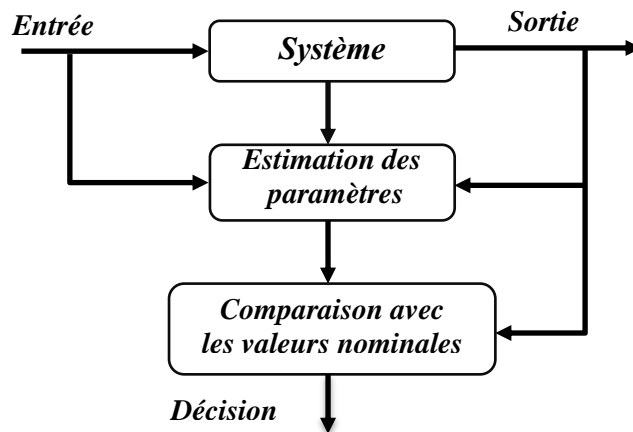 Entrée
Sortie
Système
Estimation des
paramètres
Comparaison avec
les valeurs nominales
Décision